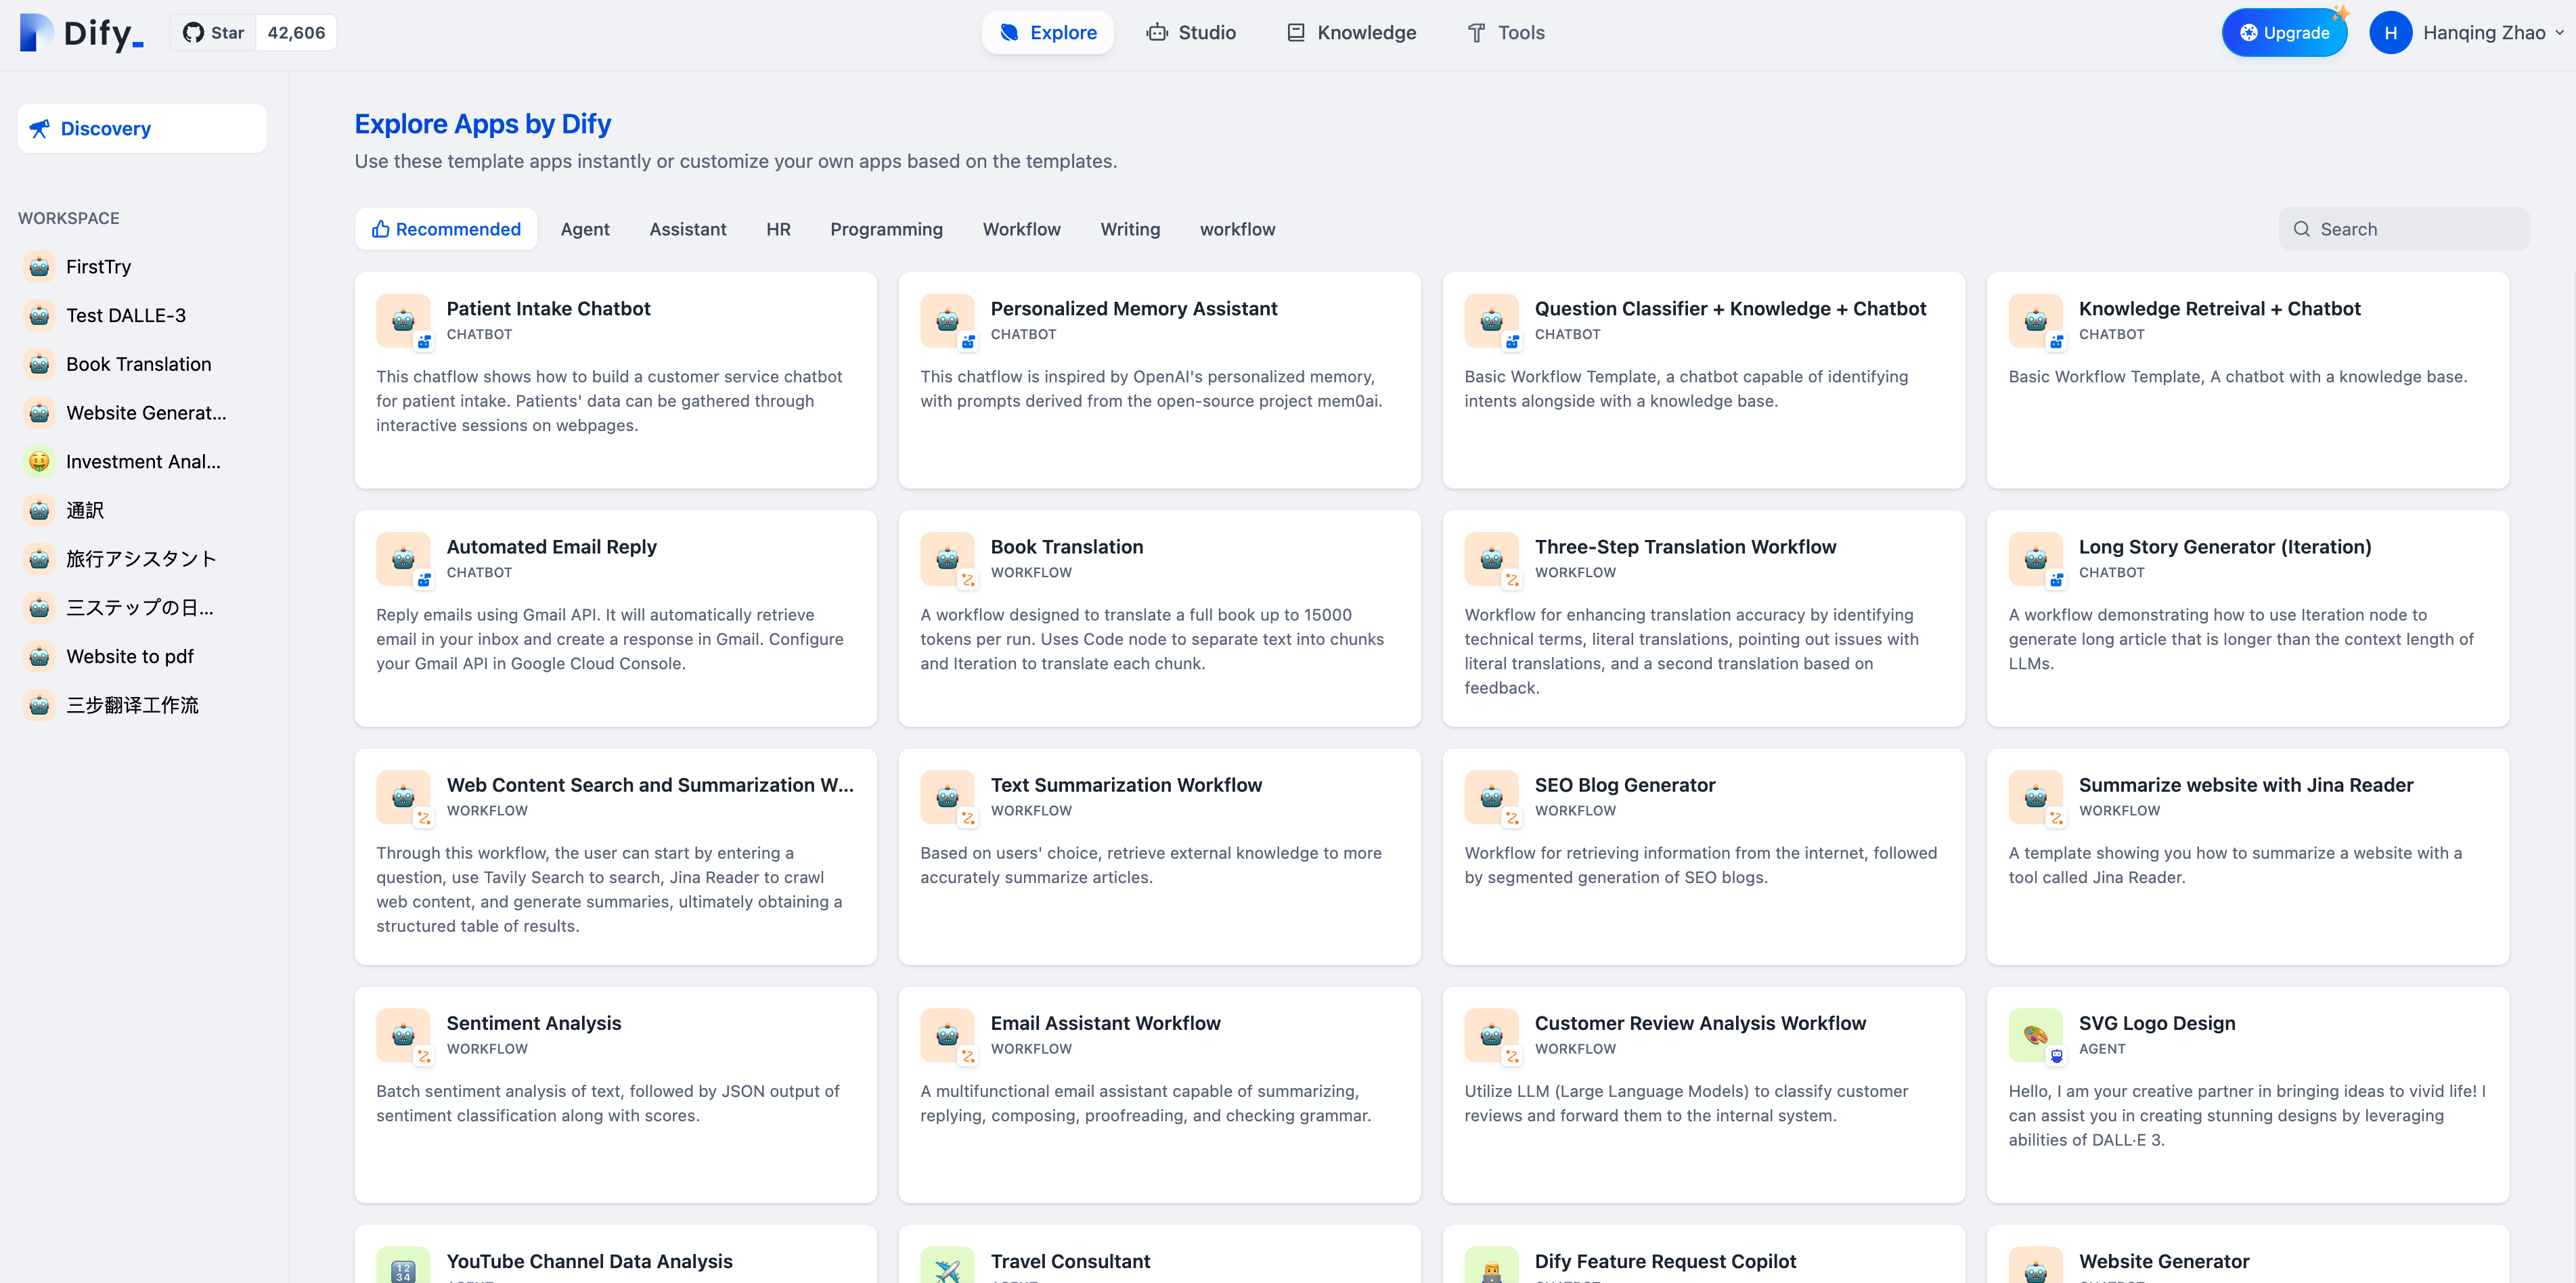 Dify_
Star 42,606
Explore
Studio
Knowledge
Tools
Upgrade
H
Hanqing Zhao
Discovery
WORKSPACE
FirstTry
Test DALLE-3
Book Translation
Website Generat...
Investment Anal...
通訳
旅行アシスタント
三ステップの日...
Website to pdf
三步翻译工作流
Explore Apps by Dify
Use these template apps instantly or customize your own apps based on the templates.
Recommended
Agent
Assistant
HR
Programming
Workflow
Writing
workflow
Search
Patient Intake Chatbot
CHATBOT
This chatflow shows how to build a customer service chatbot
for patient intake. Patients' data can be gathered through
interactive sessions on webpages.
Personalized Memory Assistant
CHATBOT
This chatflow is inspired by OpenAI's personalized memory,
with prompts derived from the open-source project mem0ai.
Question Classifier + Knowledge + Chatbot
CHATBOT
Basic Workflow Template, a chatbot capable of identifying
intents alongside with a knowledge base.
Knowledge Retreival + Chatbot
CHATBOT
Basic Workflow Template, A chatbot with a knowledge base.
Automated Email Reply
CHATBOT
Reply emails using Gmail API. It will automatically retrieve
email in your inbox and create a response in Gmail. Configure
your Gmail API in Google Cloud Console.
Book Translation
WORKFLOW
A workflow designed to translate a full book up to 15000
tokens per run. Uses Code node to separate text into chunks
and Iteration to translate each chunk.
Three-Step Translation Workflow
WORKFLOW
Workflow for enhancing translation accuracy by identifying
technical terms, literal translations, pointing out issues with
literal translations, and a second translation based on
feedback.
Long Story Generator (Iteration)
CHATBOT
A workflow demonstrating how to use Iteration node to
generate long article that is longer than the context length of
LLMs.
Web Content Search and Summarization W...
WORKFLOW
Through this workflow, the user can start by entering a
question, use Tavily Search to search, Jina Reader to crawl
web content, and generate summaries, ultimately obtaining a
structured table of results.
Text Summarization Workflow
WORKFLOW
Based on users' choice, retrieve external knowledge to more
accurately summarize articles.
SEO Blog Generator
WORKFLOW
Workflow for retrieving information from the internet, followed
by segmented generation of SEO blogs.
Summarize website with Jina Reader
WORKFLOW
A template showing you how to summarize a website with a
tool called Jina Reader.
Sentiment Analysis
WORKFLOW
Batch sentiment analysis of text, followed by JSON output of
sentiment classification along with scores.
Email Assistant Workflow
WORKFLOW
A multifunctional email assistant capable of summarizing,
replying, composing, proofreading, and checking grammar.
Customer Review Analysis Workflow
WORKFLOW
Utilize LLM (Large Language Models) to classify customer
reviews and forward them to the internal system.
SVG Logo Design
AGENT
Hello, I am your creative partner in bringing ideas to vivid life! I
can assist you in creating stunning designs by leveraging
abilities of DALL·E 3.
1234
YouTube Channel Data Analysis
Travel Consultant
Dify Feature Request Copilot
Website Generator